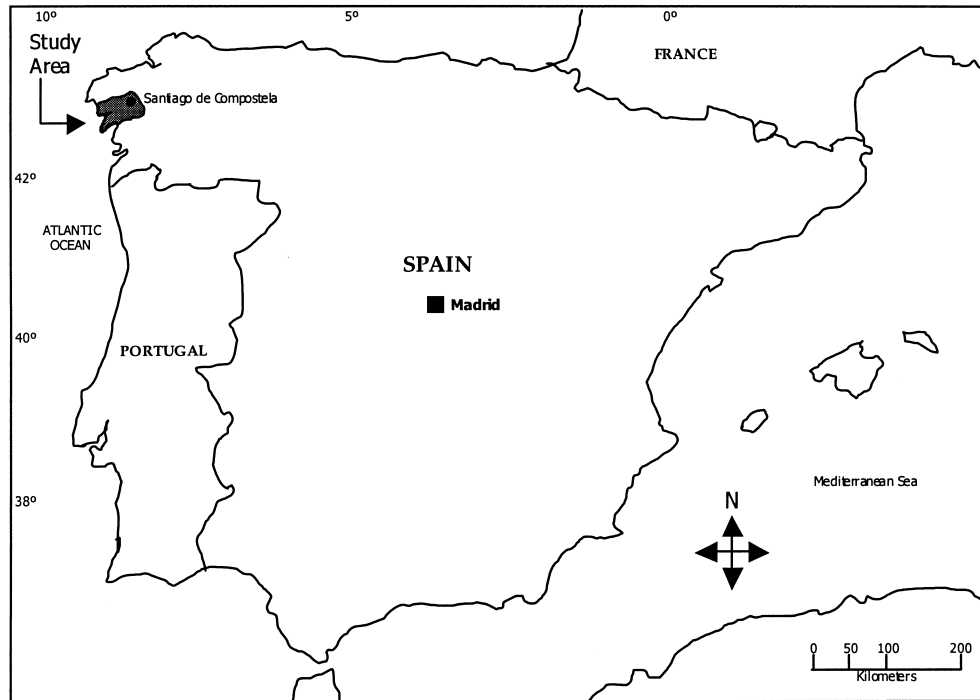 10º
5º
0º
Study
Area
FRANCE
Santiago de Compostela
42º
ATLANTIC
OCEAN
SPAIN
Madrid
40º
PORTUGAL
38º
Mediterranean Sea
N
0 50 100 200
Kilometers